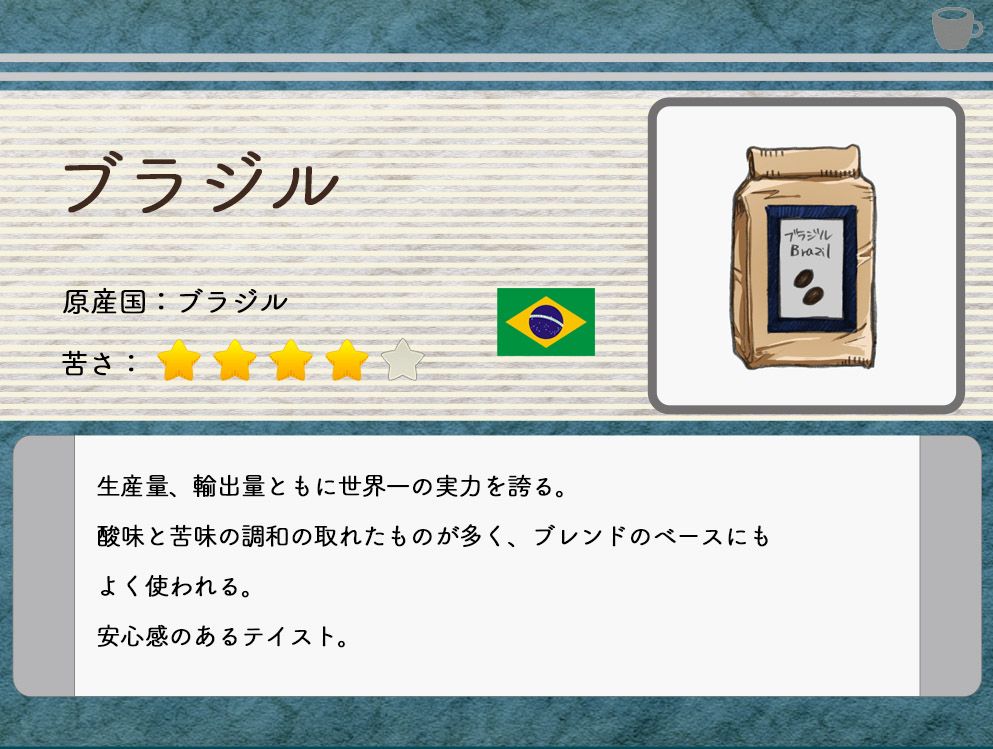 ブラジル
原産国：ブラジル
苦さ：
ブラジル
Brazil
生産量、輸出量ともに世界一の実力を誇る。
酸味と苦味の調和の取れたものが多く、ブレンドのベースにも
よく使われる。
安心感のあるテイスト。